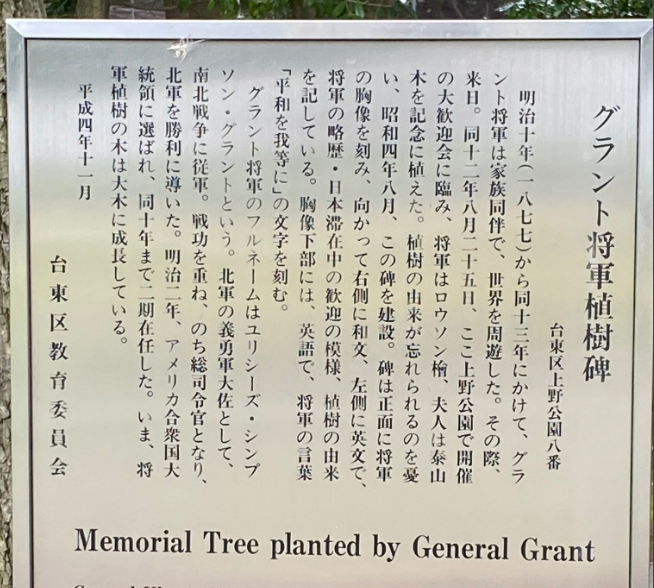 グラント将軍植樹碑
台東区上野公園八番
明治十年(一八七七)から同十三年にかけて、グラ
ント将軍は家族同伴で、世界を周遊した。その際、
来日。同十二年八月二十五日、ここ上野公園で開催
の大歓迎会に臨み、将軍はロウソン檜、夫人は泰山
木を記念に植えた。植樹の由来が忘れられるのを憂
い、昭和四年八月、この碑を建設。碑は正面に将軍
の胸像を刻み、向かって右側に和文、左側に英文で、
将軍の略歴・日本滞在中の歓迎の模様、植樹の由来
を記している。胸像下部には、英語で、将軍の言葉
「平和を我等に」の文字を刻む。
グラント将軍のフルネームはユリシーズ・シンプ
ソン・グラントという。北軍の義勇軍大佐として、
南北戦争に従軍。戦功を重ね、のち総司令官となり、
北軍を勝利に導いた。明治二年、アメリカ合衆国大
統領に選ばれ、同十年まで二期在任した。いま、将
軍植樹の木は大木に成長している。
平成四年十一月
台東区教育委員会
Memorial Tree planted by General Grant